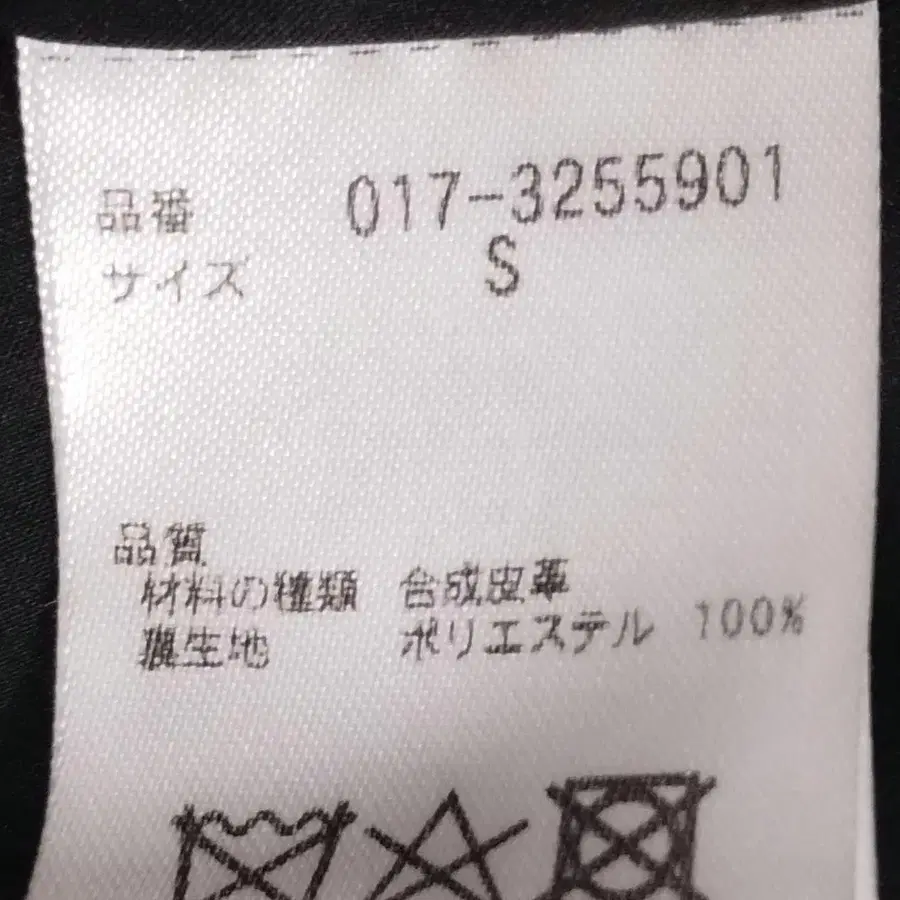 品番 017-3255901
サイズ S
品質
材料の種類 合成皮革
裏生地 ポリエステル 100%